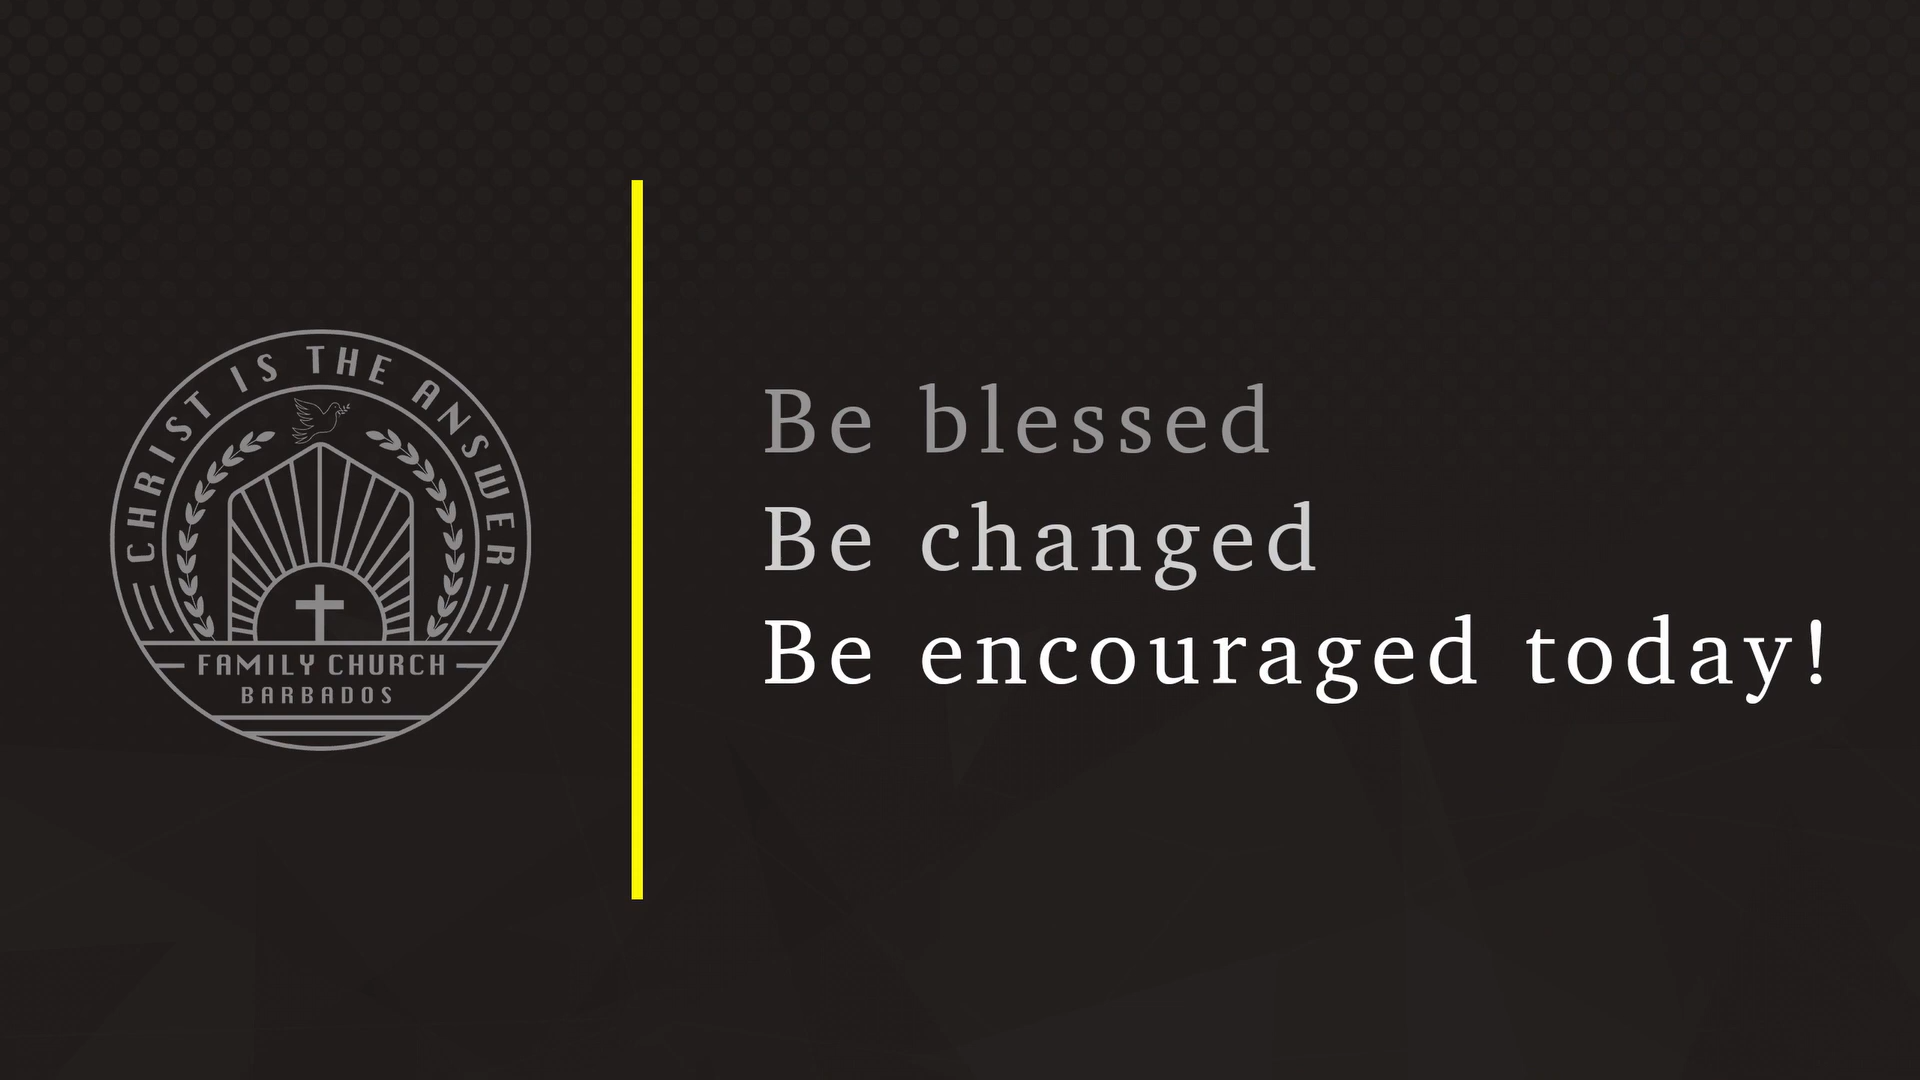 CHRIST IS THE ANSWER
FAMILY CHURCH
BARBADOS
Be blessed
Be changed
Be encouraged today!